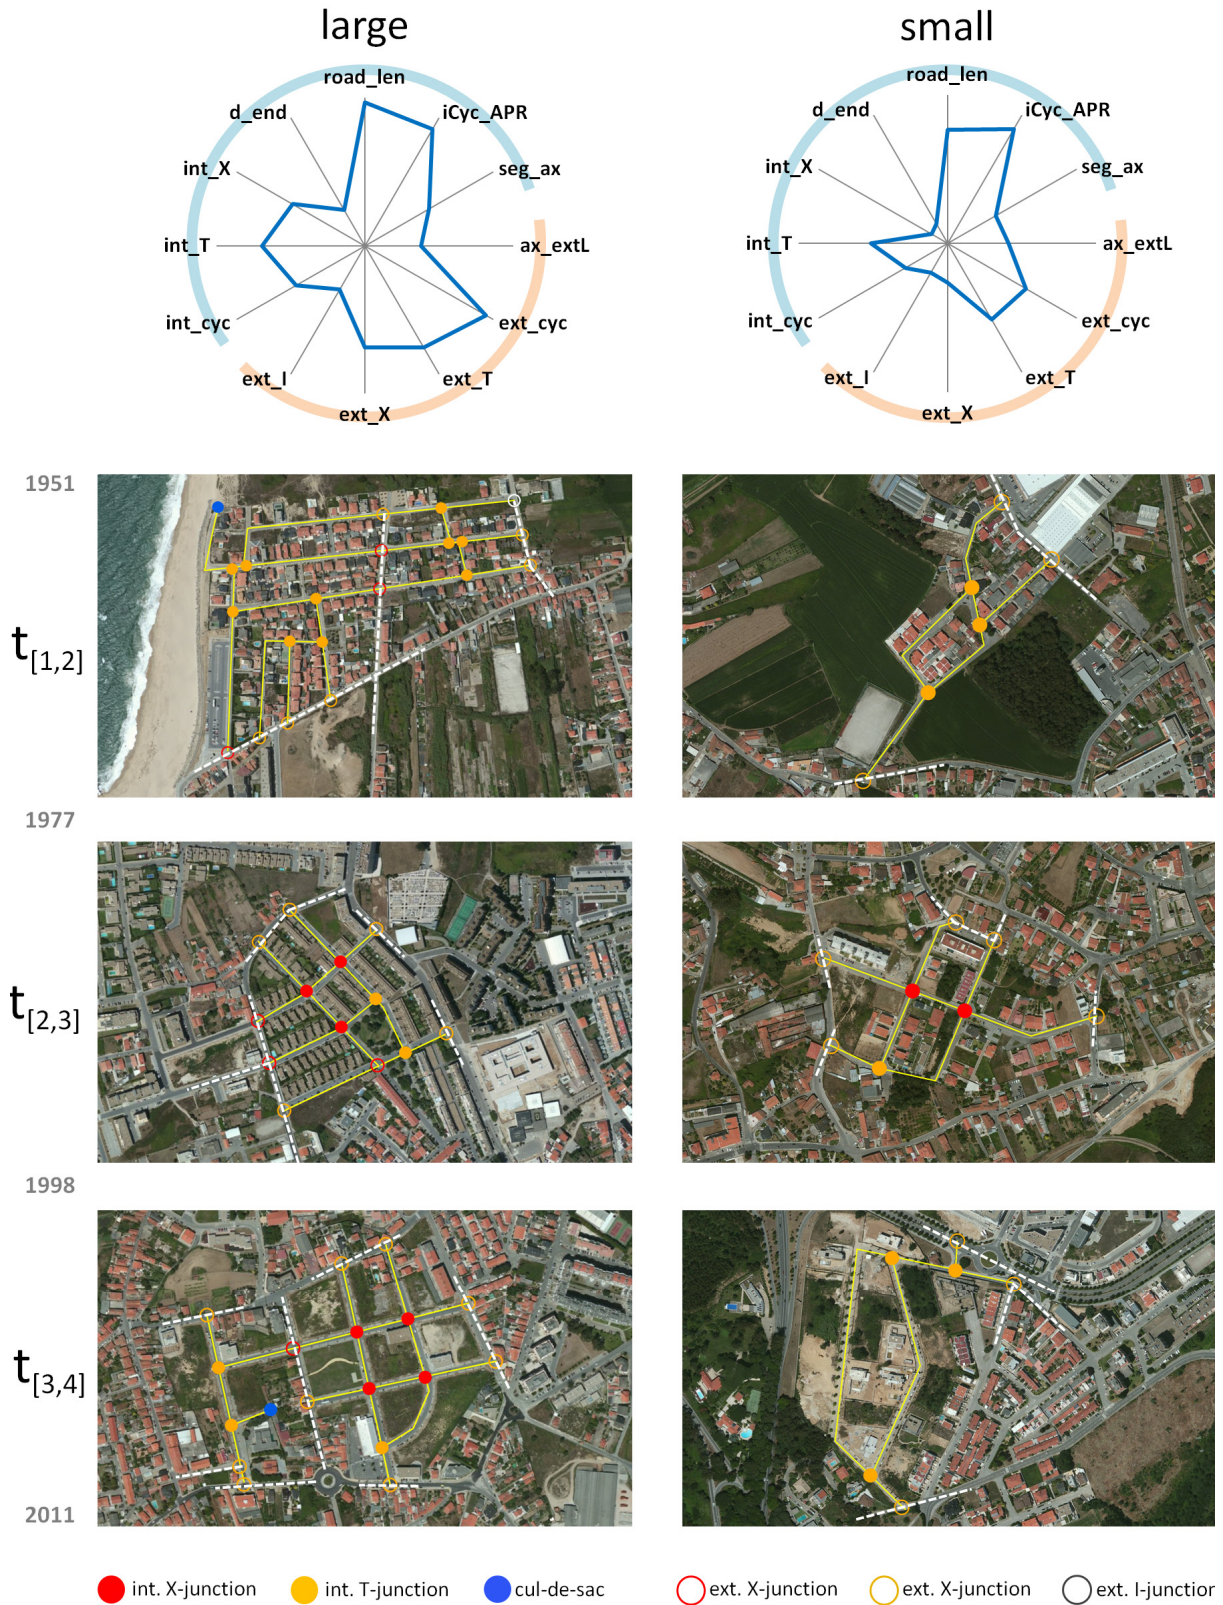 large
small
road_len
iCyc_APR
d_end
int_X
seg_ax
int_T
ax_extL
int_cyc
ext_cyc
ext_I
ext_T
ext_X
road_len
iCyc_APR
d_end
int_X
seg_ax
int_T
ax_extL
int_cyc
ext_cyc
ext_I
ext_T
ext_X
1951
t[1,2]
1977
t[2,3]
1998
t[3,4]
2011
int. X-junction
int. T-junction
cul-de-sac
ext. X-junction
ext. X-junction
ext. I-junction